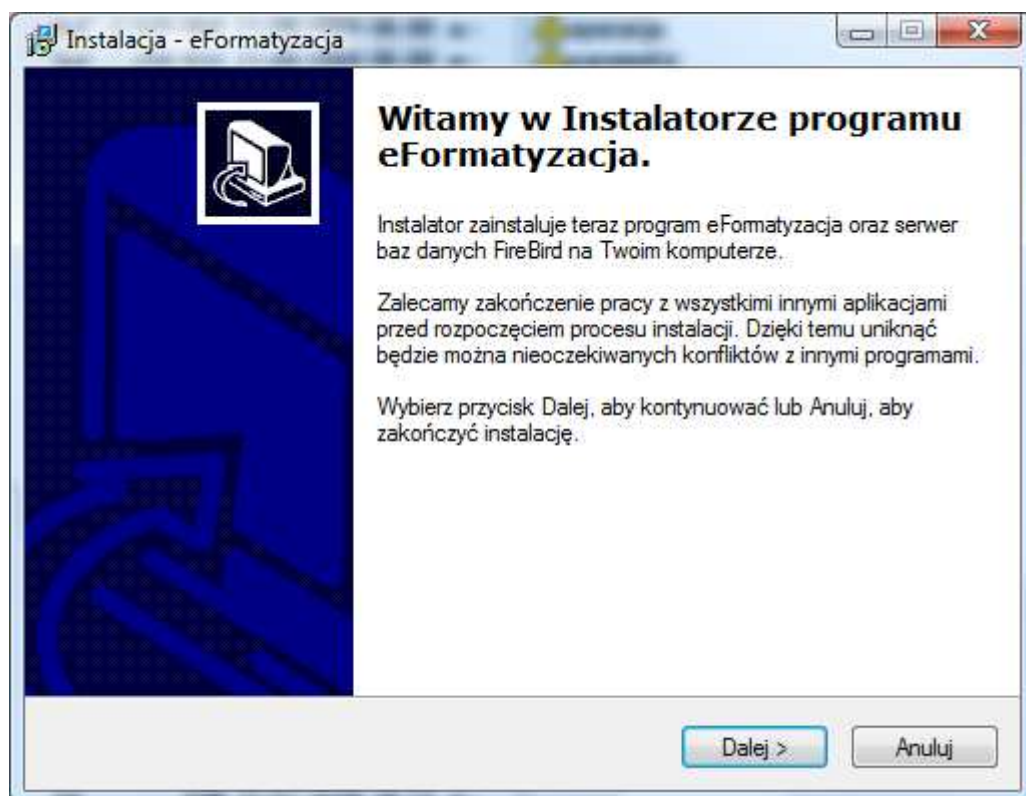 Instalacja - eFormatyzacja
Witamy w Instalatorze programu
eFormatyzacja.
Instalator zainstaluje teraz program eFormatyzacja oraz serwer
baz danych FireBird na Twoim komputerze.
Zalecamy zakończenie pracy z wszystkimi innymi aplikacjami
przed rozpoczęciem procesu instalacji. Dzięki temu uniknąć
będzie można nieoczekiwanych konfliktów z innymi programami.
Wybierz przycisk Dalej, aby kontynuować lub Anuluj, aby
zakończyć instalację.
Dalej >
Anuluj